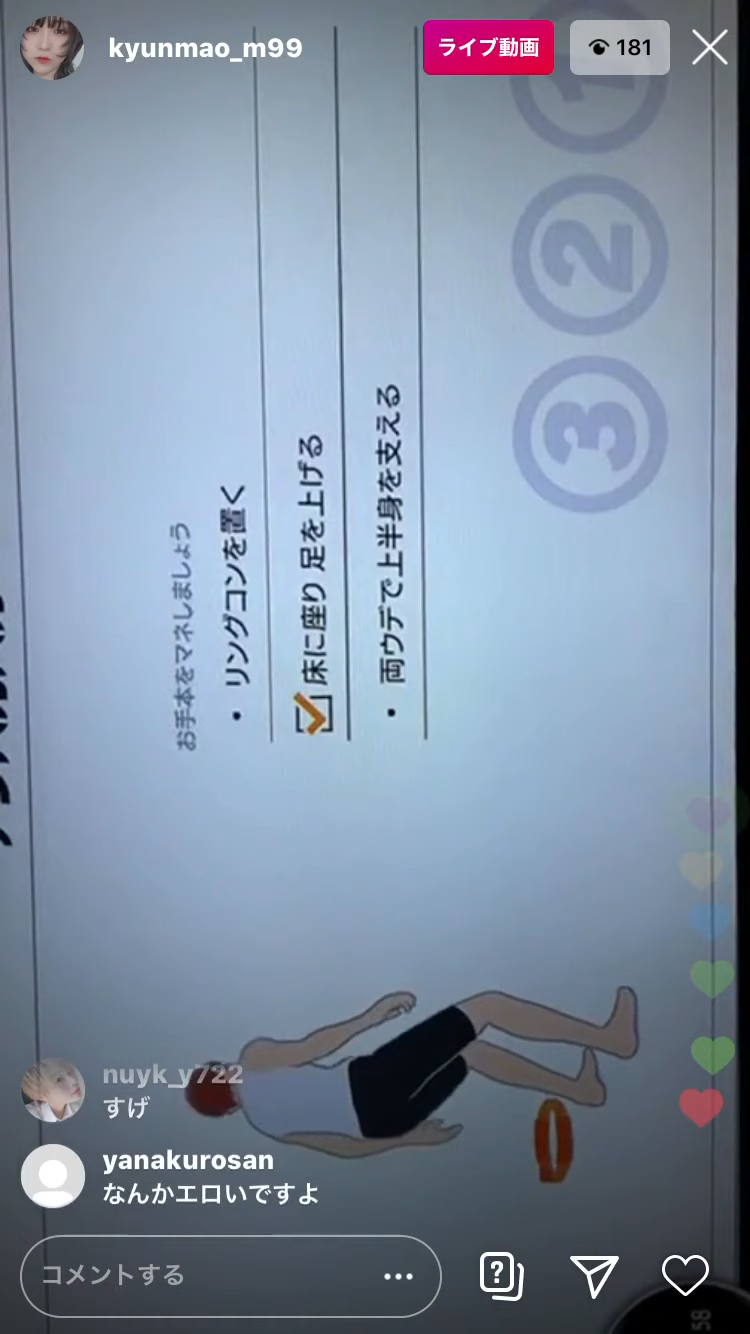 kyunmao_m99
ライブ動画
181
1
2
3
お手本をマネしましょう
・リングコンを置く
床に座り 足を上げる
・両ウデで上半身を支える
nuyk_y722
すげ
yanakurosan
なんかエロいですよ
コメントする
58